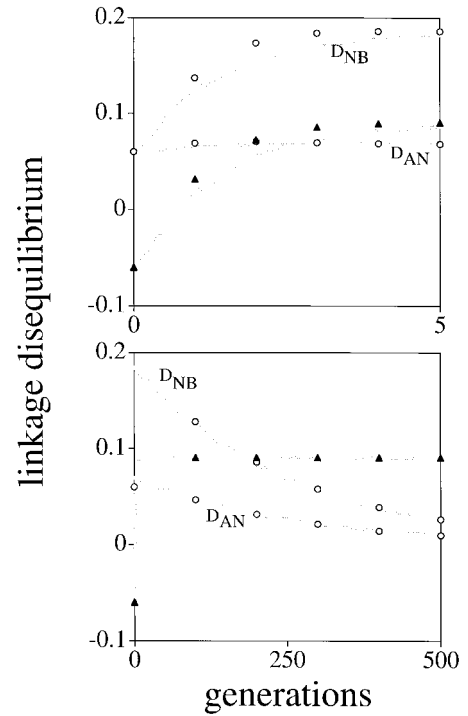 0.2
D_NB
0.1
D_AN
0
-0.1
0
5
linkage disequilibrium
0.2
D_NB
0.1
D_AN
0
-0.1
0
250
500
generations